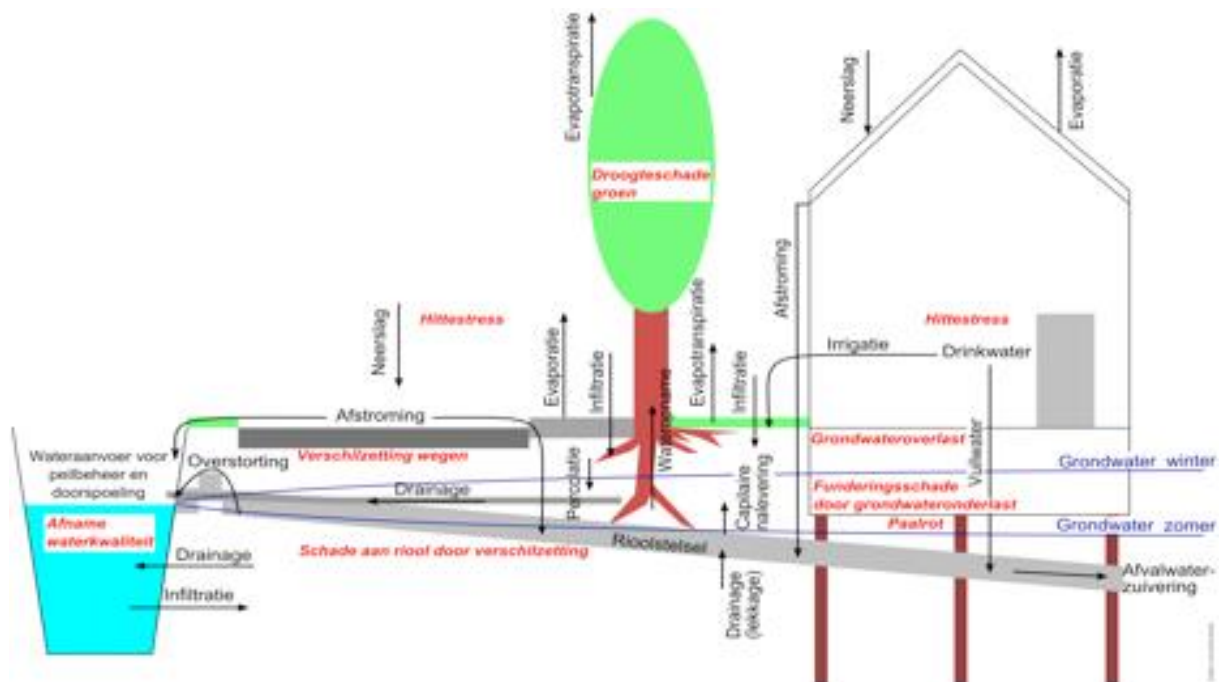 Evapotranspiratie
Neerslag
Evaporatie
Droogteschade
groen
Afstroming
Neerslag
Hittestress
Evaporatie
Infiltratie
Evapotranspiratie
Infiltratie
Hittestress
Irrigatie
Drinkwater
Afstroming
Wateropname
Grondwateroverlast
Vuilwater
Wateraanvoer voor
peilbeheer en
doorspoeling
Overstorting
Verschilzetting wegen
Grondwater winter
Drainage
Percolatie
Capilaire
nalevering
Funderingsschade
door grondwateronderlast
Paalrot
Grondwater zomer
Afname
waterkwaliteit
Schade aan riool door verschilzetting
Rioolstelsel
Drainage
Infiltratie
Drainage
(lekkage)
Afvalwater-
zuivering